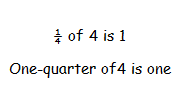 1/4 of 4 is 1
One-quarter of4 is one